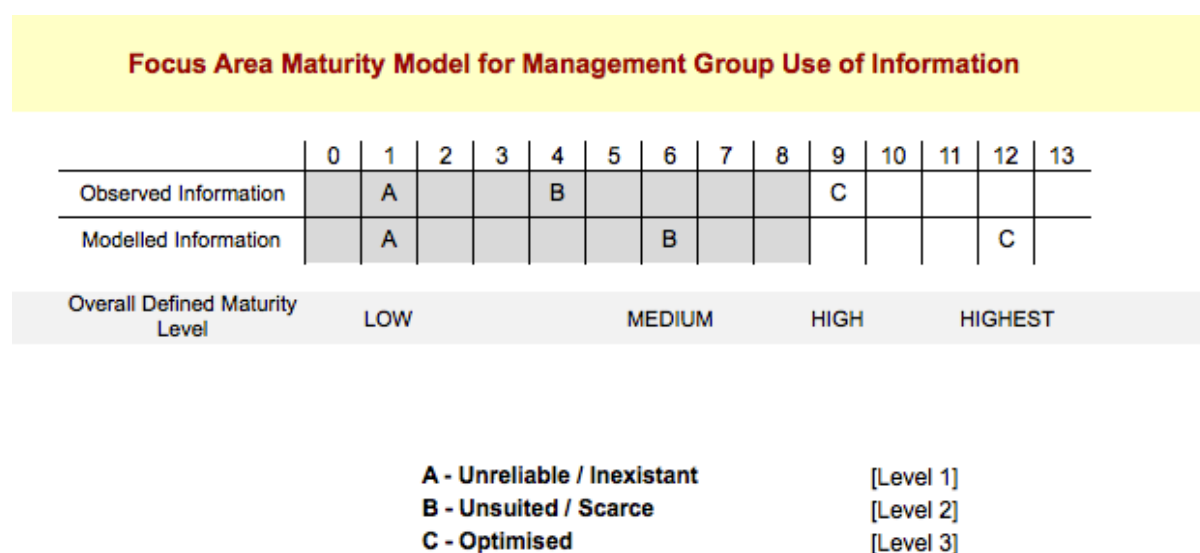 Focus Area Maturity Model for Management Group Use of Information
0 1 2 3 4 5 6 7 8 9 10 11 12 13
Observed Information A B C
Modelled Information A B C
Overall Defined Maturity
Level LOW MEDIUM HIGH HIGHEST
A - Unreliable / Inexistant [Level 1]
B - Unsuited / Scarce [Level 2]
C - Optimised [Level 3]